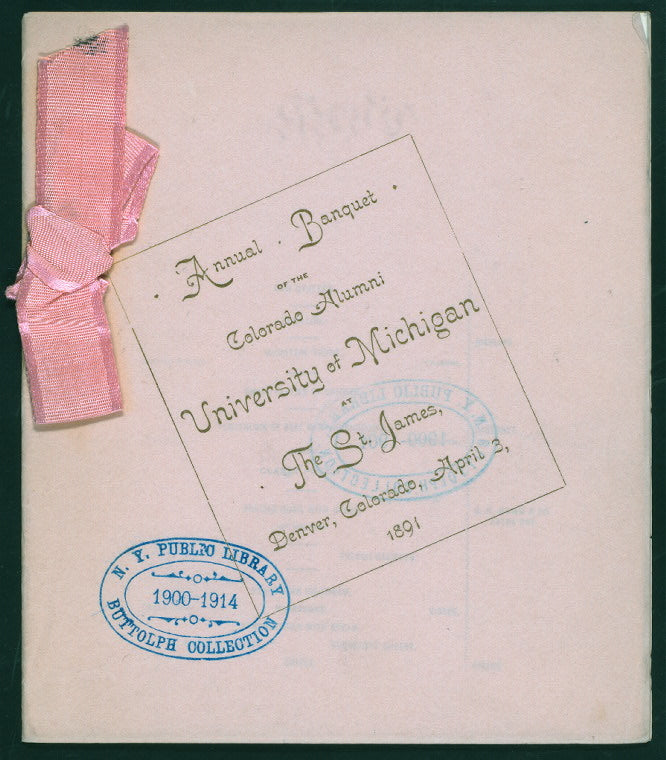 Annual · Banquet
OF THE
Colorado Alumni
University of Michigan
AT
The St. James,
Denver, Colorado, April 3,
1891
N. Y. PUBLIC LIBRARY
1900-1914
BUTTOLPH COLLECTION